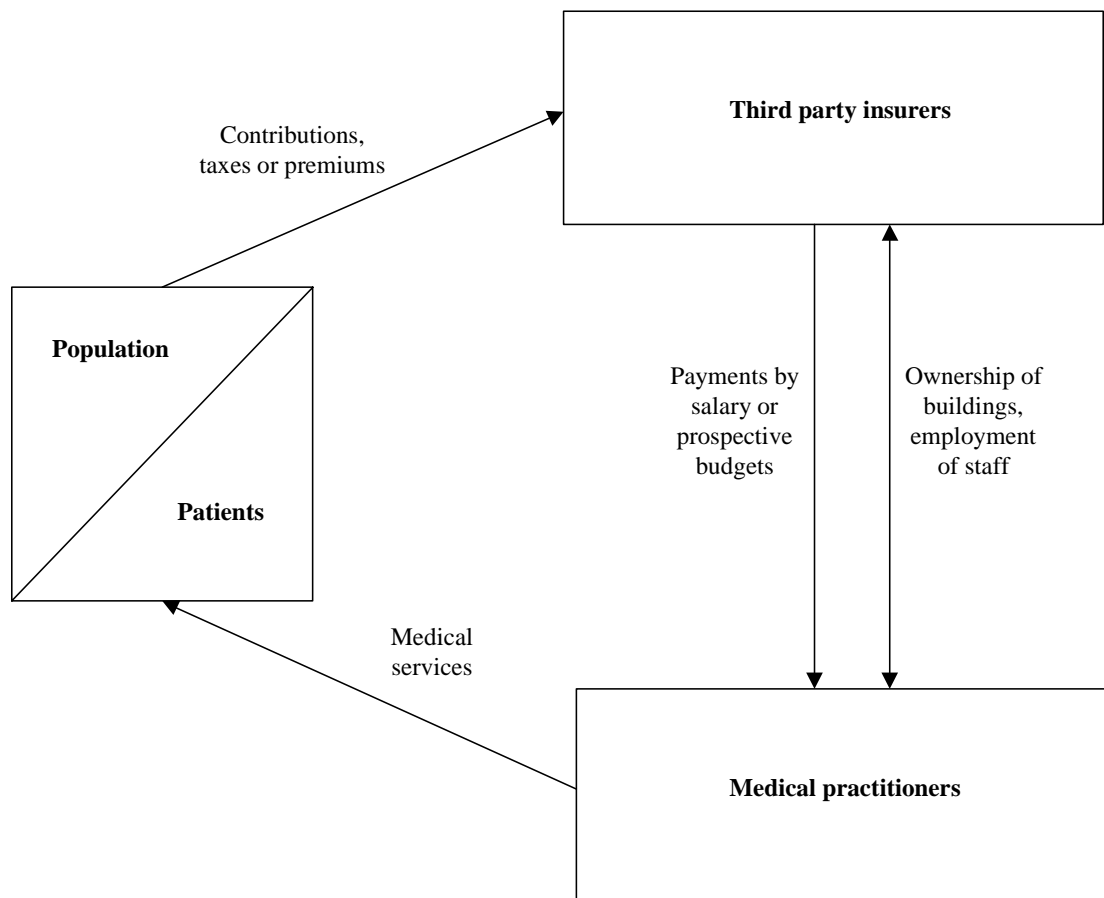 Third party insurers
Contributions,
taxes or premiums
Population
Patients
Payments by
salary or
prospective
budgets
Ownership of
buildings,
employment
of staff
Medical
services
Medical practitioners